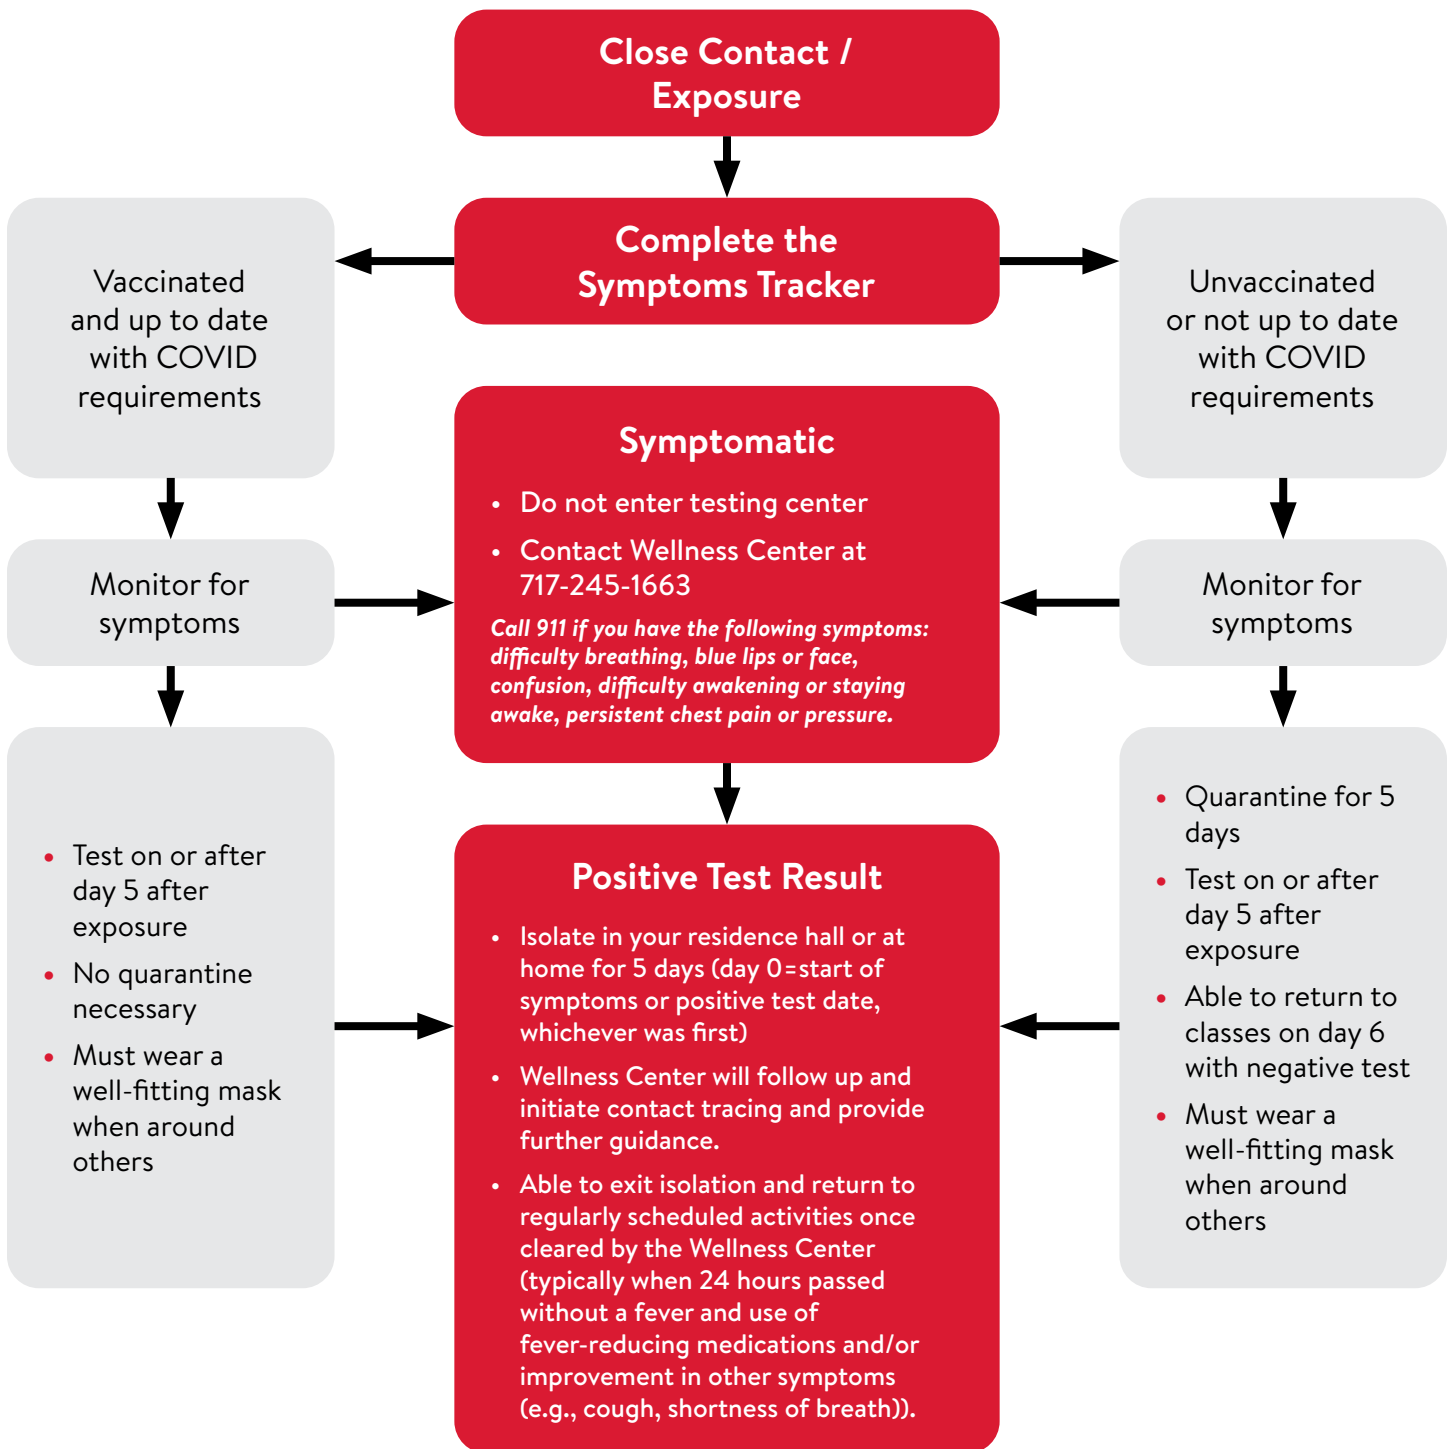 Close Contact /
Exposure
Complete the
Symptoms Tracker
Vaccinated
and up to date
with COVID
requirements
Unvaccinated
or not up to date
with COVID
requirements
Symptomatic
• Do not enter testing center
• Contact Wellness Center at
717-245-1663
Call 911 if you have the following symptoms:
difficulty breathing, blue lips or face,
confusion, difficulty awakening or staying
awake, persistent chest pain or pressure.
Monitor for
symptoms
Monitor for
symptoms
• Test on or after
day 5 after
exposure
• No quarantine
necessary
• Must wear a
well-fitting mask
when around
others
Positive Test Result
• Isolate in your residence hall or at
home for 5 days (day 0=start of
symptoms or positive test date,
whichever was first)
• Wellness Center will follow up and
initiate contact tracing and provide
further guidance.
• Able to exit isolation and return to
regularly scheduled activities once
cleared by the Wellness Center
(typically when 24 hours passed
without a fever and use of
fever-reducing medications and/or
improvement in other symptoms
(e.g., cough, shortness of breath)).
• Quarantine for 5
days
• Test on or after
day 5 after
exposure
• Able to return to
classes on day 6
with negative test
• Must wear a
well-fitting mask
when around
others